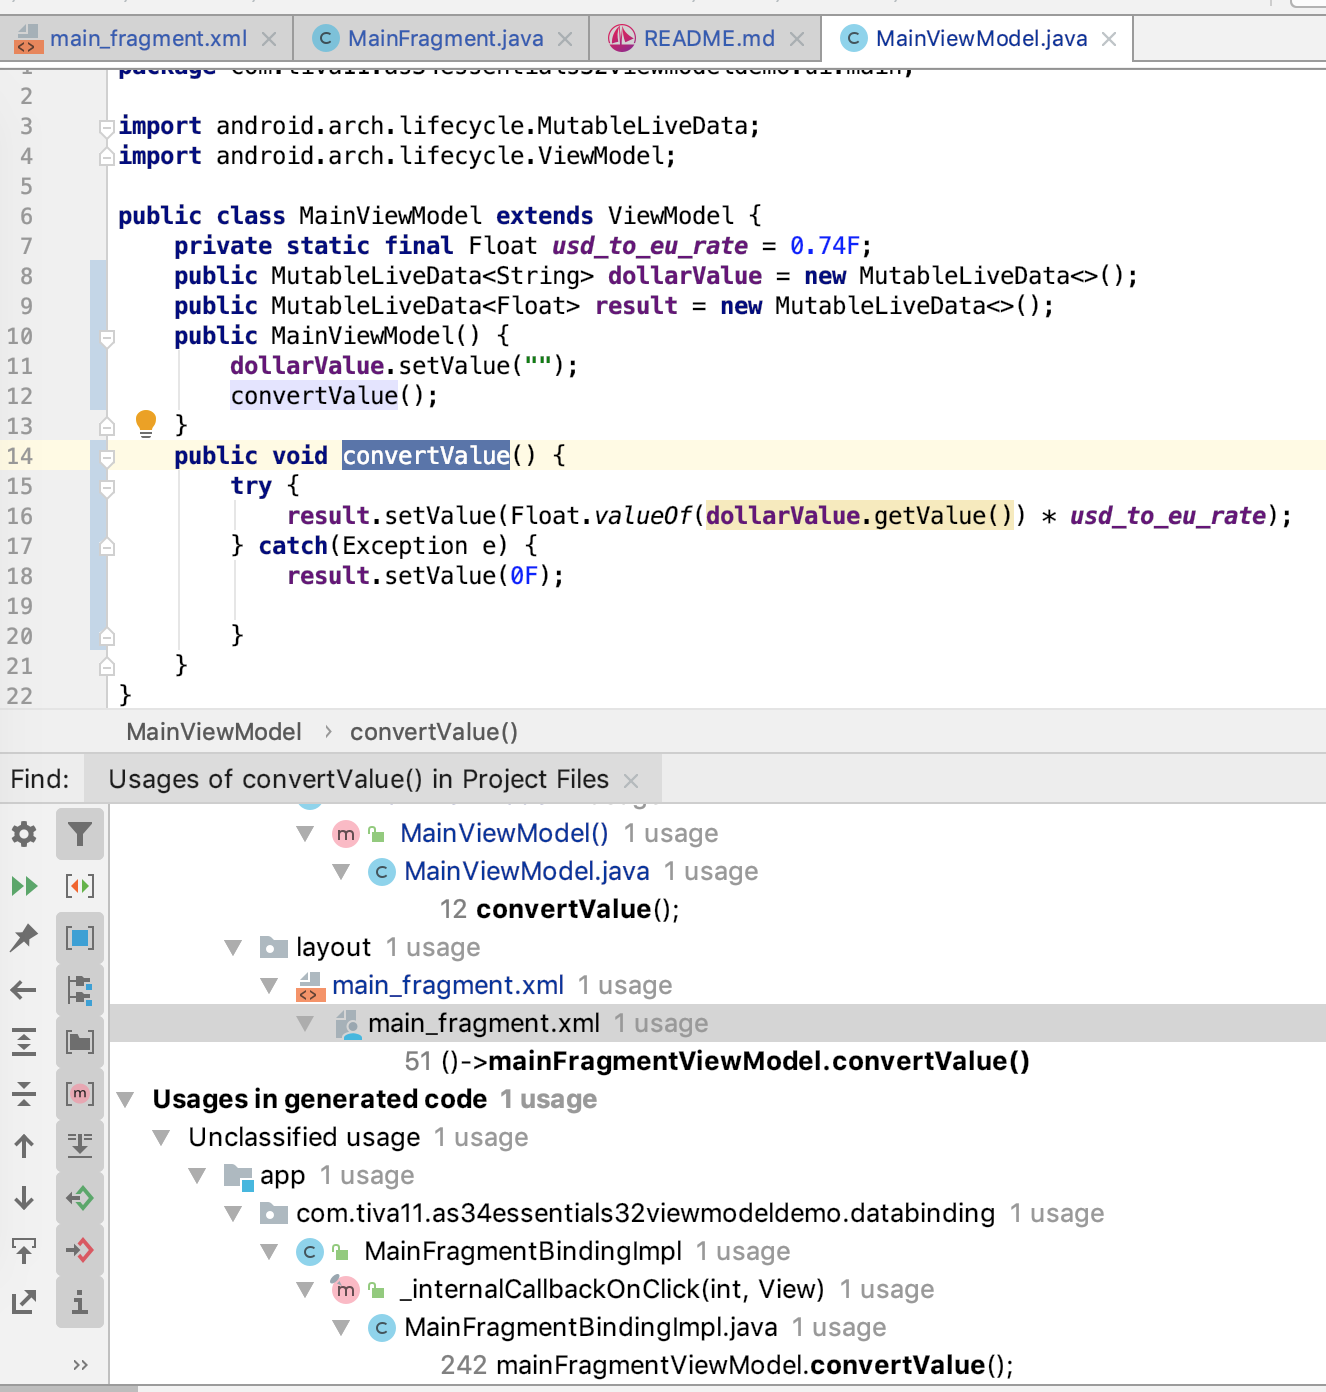 main_fragment.xml MainFragment.java README.md MainViewModel.java
1 package com.tiva11.as34essentials32viewmodeldemo.ui.main;
2
3 import android.arch.lifecycle.MutableLiveData;
4 import android.arch.lifecycle.ViewModel;
5
6 public class MainViewModel extends ViewModel {
7 private static final Float usd_to_eu_rate = 0.74F;
8 public MutableLiveData<String> dollarValue = new MutableLiveData<>();
9 public MutableLiveData<Float> result = new MutableLiveData<>();
10 public MainViewModel() {
11 dollarValue.setValue("");
12 convertValue();
13 }
14 public void convertValue() {
15 try {
16 result.setValue(Float.valueOf(dollarValue.getValue()) * usd_to_eu_rate);
17 } catch(Exception e) {
18 result.setValue(0F);
19
20 }
21 }
22 }
MainViewModel › convertValue()
Find: Usages of convertValue() in Project Files
m MainViewModel() 1 usage
C MainViewModel.java 1 usage
12 convertValue();
layout 1 usage
main_fragment.xml 1 usage
main_fragment.xml 1 usage
51 ()->mainFragmentViewModel.convertValue()
Usages in generated code 1 usage
Unclassified usage 1 usage
app 1 usage
com.tiva11.as34essentials32viewmodeldemo.databinding 1 usage
C MainFragmentBindingImpl 1 usage
m _internalCallbackOnClick(int, View) 1 usage
C MainFragmentBindingImpl.java 1 usage
242 mainFragmentViewModel.convertValue();